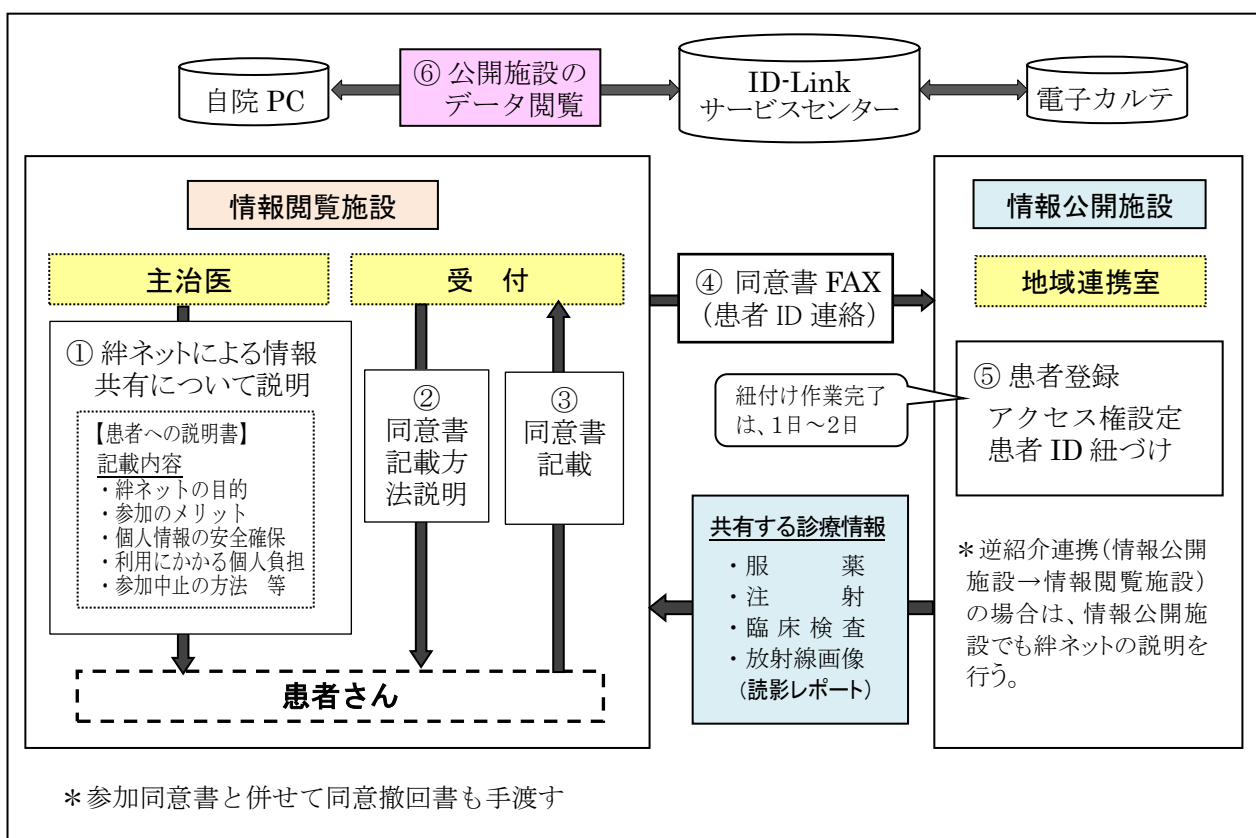 自院 PC
⑥ 公開施設の
データ閲覧
ID-Link
サービスセンター
電子カルテ
情報閲覧施設
主治医
受　付
① 絆ネットによる情報
共有について説明
【患者への説明書】
記載内容
・絆ネットの目的
・参加のメリット
・個人情報の安全確保
・利用にかかる個人負担
・参加中止の方法　等
②
同意書
記載方
法説明
③
同意書
記載
患者さん
④ 同意書 FAX
（患者 ID 連絡）
情報公開施設
地域連携室
⑤ 患者登録
アクセス権設定
患者 ID 紐づけ
紐付け作業完了
は、1日～2日
共有する診療情報
・服　　薬
・注　　射
・臨 床 検 査
・放射線画像
（読影レポート）
＊逆紹介連携（情報公開
施設→情報閲覧施設）
の場合は、情報公開施
設でも絆ネットの説明を
行う。
＊参加同意書と併せて同意撤回書も手渡す